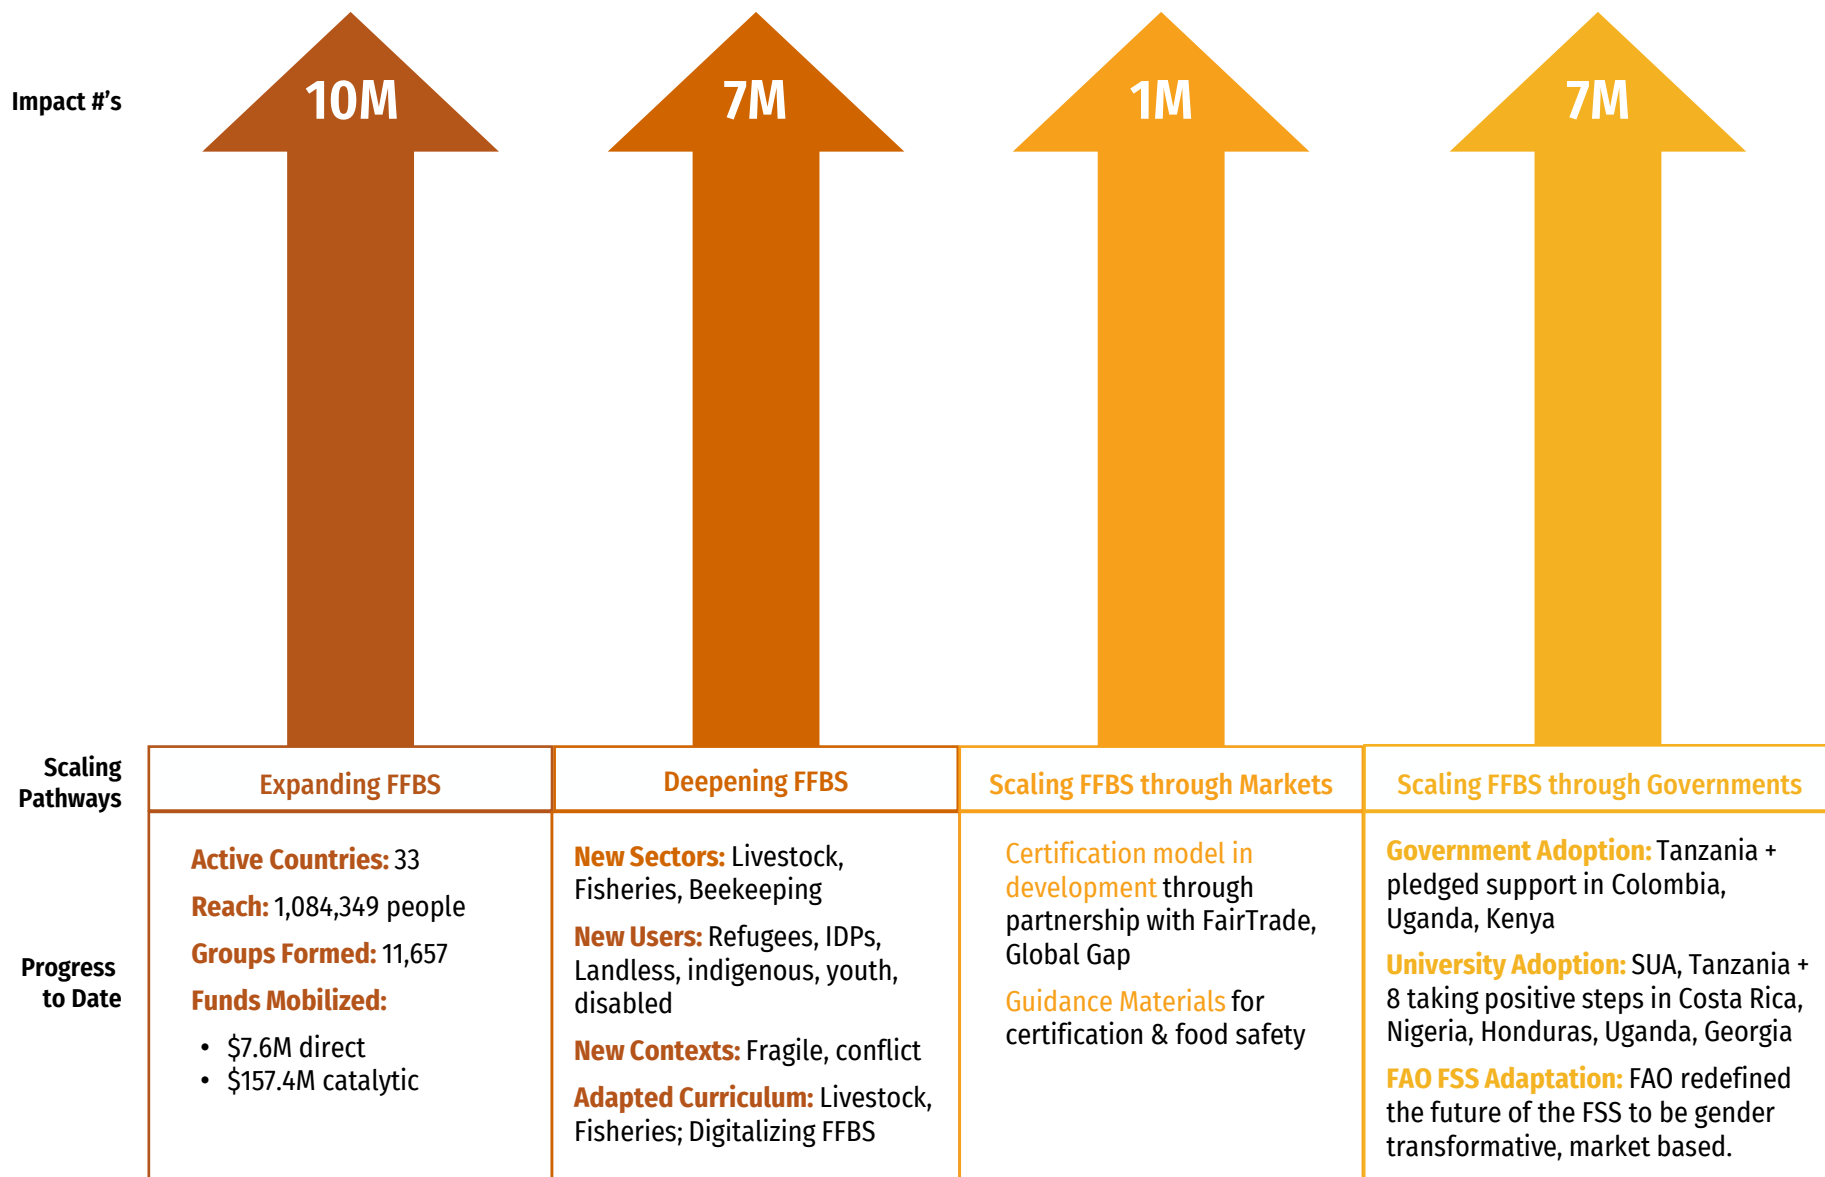 Impact #'s
10M
7M
1M
7M
Scaling
Pathways
Expanding FFBS
Deepening FFBS
Scaling FFBS through Markets
Scaling FFBS through Governments
Progress
to Date
Active Countries: 33
Reach: 1,084,349 people
Groups Formed: 11,657
Funds Mobilized:
• $7.6M direct
• $157.4M catalytic
New Sectors: Livestock,
Fisheries, Beekeeping
New Users: Refugees, IDPs,
Landless, indigenous, youth,
disabled
New Contexts: Fragile, conflict
Adapted Curriculum: Livestock,
Fisheries; Digitalizing FFBS
Certification model in
development through
partnership with FairTrade,
Global Gap
Guidance Materials for
certification & food safety
Government Adoption: Tanzania +
pledged support in Colombia,
Uganda, Kenya
University Adoption: SUA, Tanzania +
8 taking positive steps in Costa Rica,
Nigeria, Honduras, Uganda, Georgia
FAO FSS Adaptation: FAO redefined
the future of the FSS to be gender
transformative, market based.